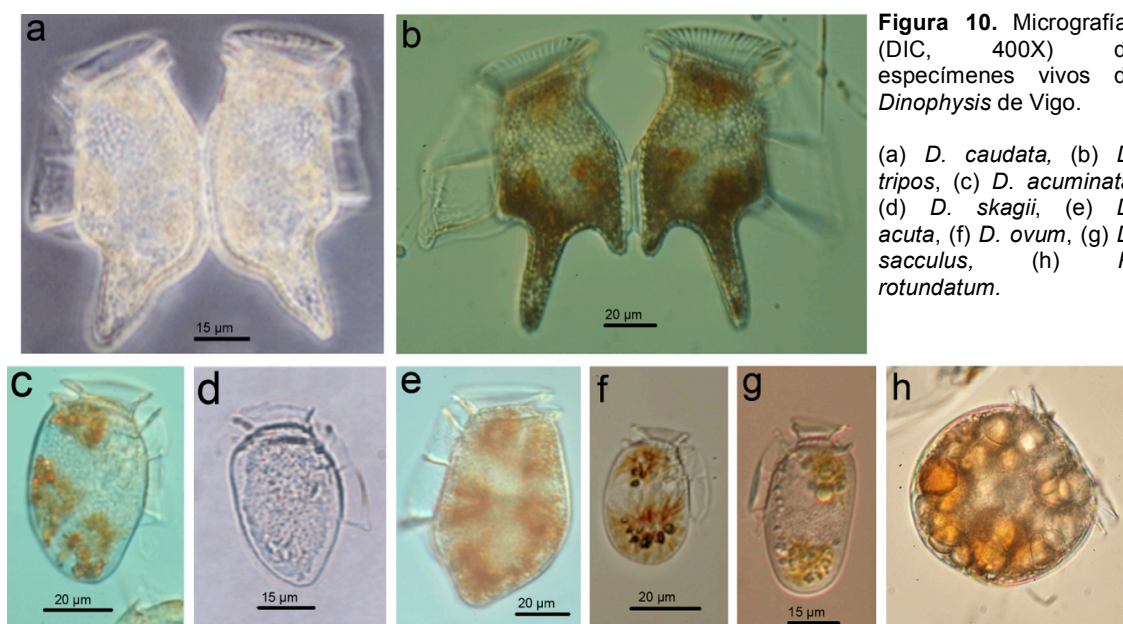 a
b
15 µm
20 µm
Figura 10. Micrografía
(DIC, 400X) d
especímenes vivos d
Dinophysis de Vigo.
(a) D. caudata, (b) D
tripos, (c) D. acuminata
(d) D. skagii, (e) D
acuta, (f) D. ovum, (g) D
sacculus, (h)
rotundatum.
c
d
e
f
g
h
20 µm
15 µm
20 µm
20 µm
15 µm